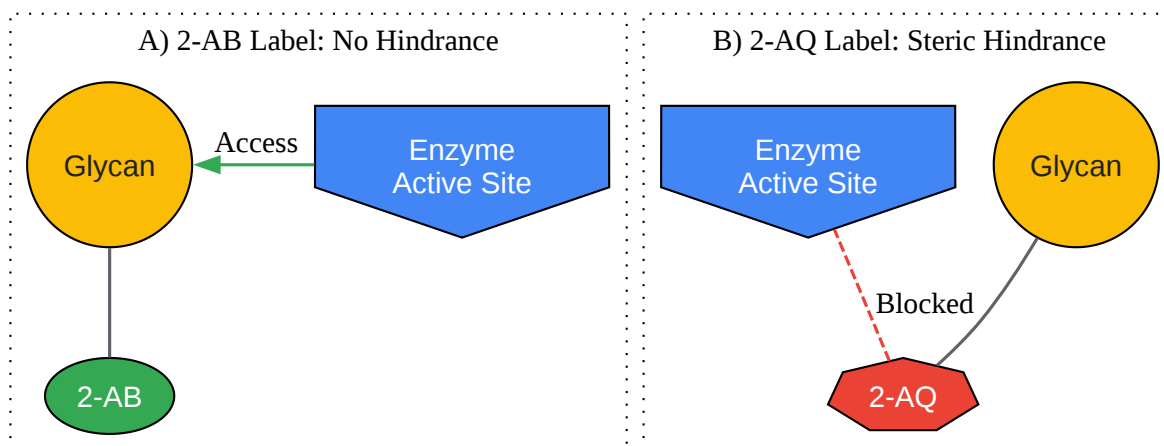 A) 2-AB Label: No Hindrance
Glycan
Access
Enzyme
Active Site
2-AB
B) 2-AQ Label: Steric Hindrance
Enzyme
Active Site
Glycan
Blocked
2-AQ